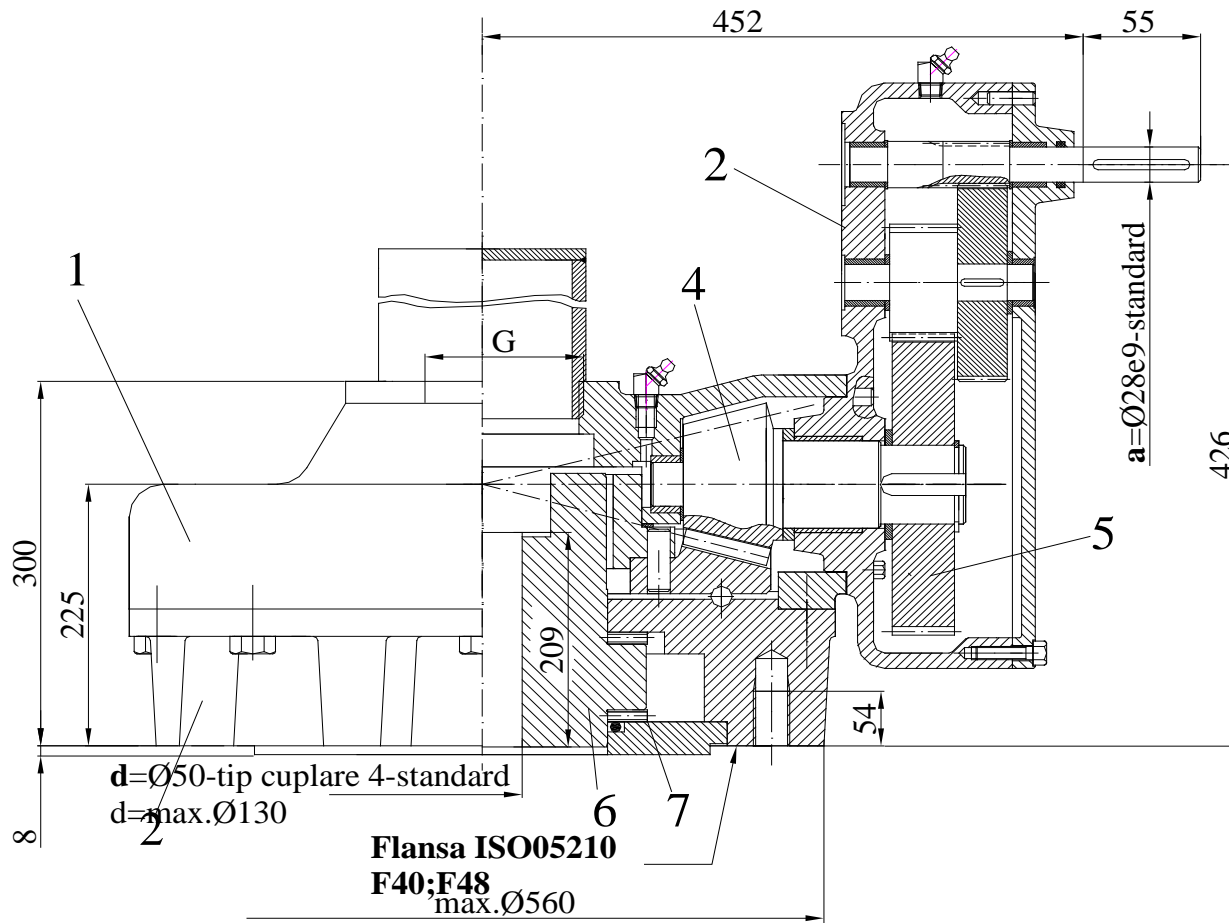 452
55
2
1
4
G
a=Ø28e9-standard
426
300
225
209
5
54
d=Ø50-tip cuplare 4-standard
d=max.Ø130
8
2
6
7
Flansa ISO05210
F40;F48
max.Ø560